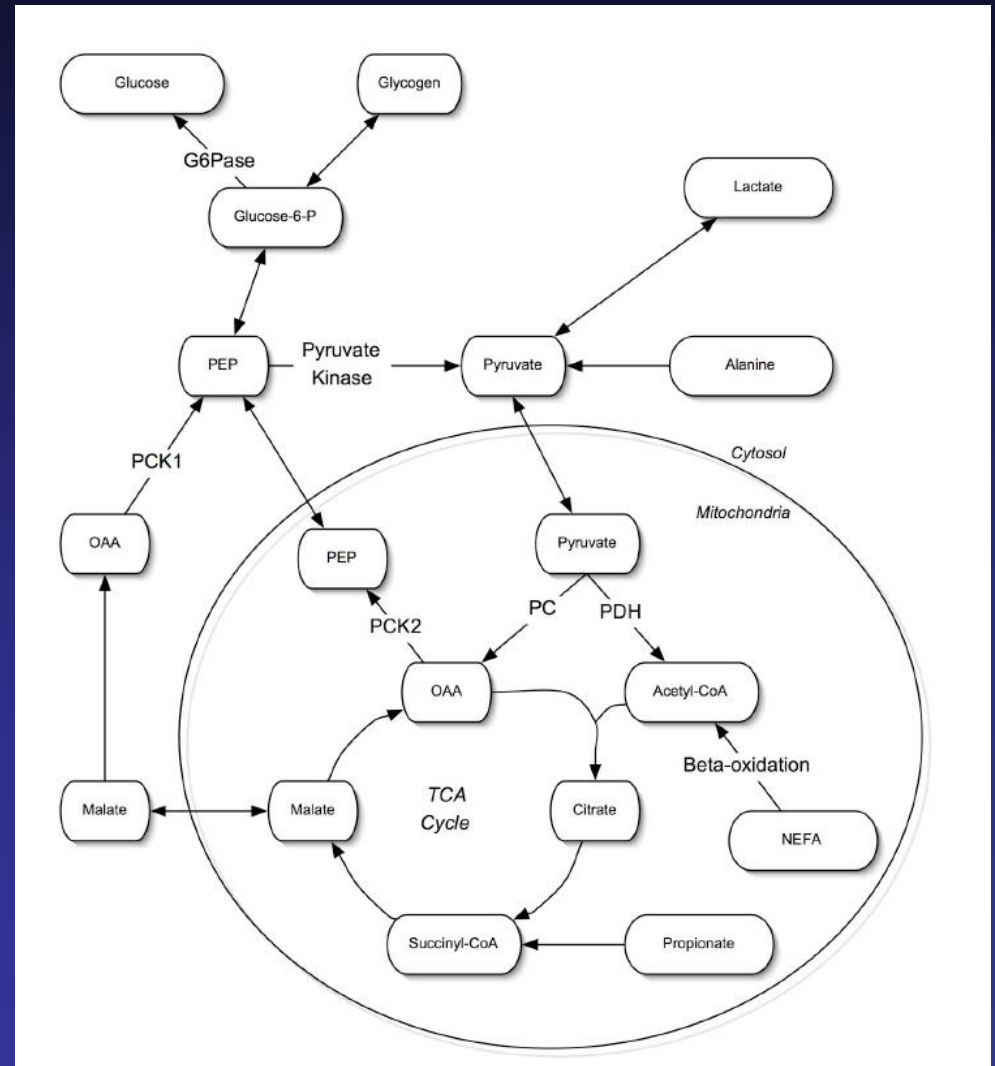 Glucose
Glycogen
G6Pase
Glucose-6-P
Lactate
PEP
Pyruvate
Kinase
Pyruvate
Alanine
Cytosol
PCK1
Mitochondria
OAA
PEP
Pyruvate
PC
PDH
PCK2
OAA
Acetyl-CoA
Beta-oxidation
Malate
Malate
TCA
Cycle
Citrate
NEFA
Succinyl-CoA
Propionate